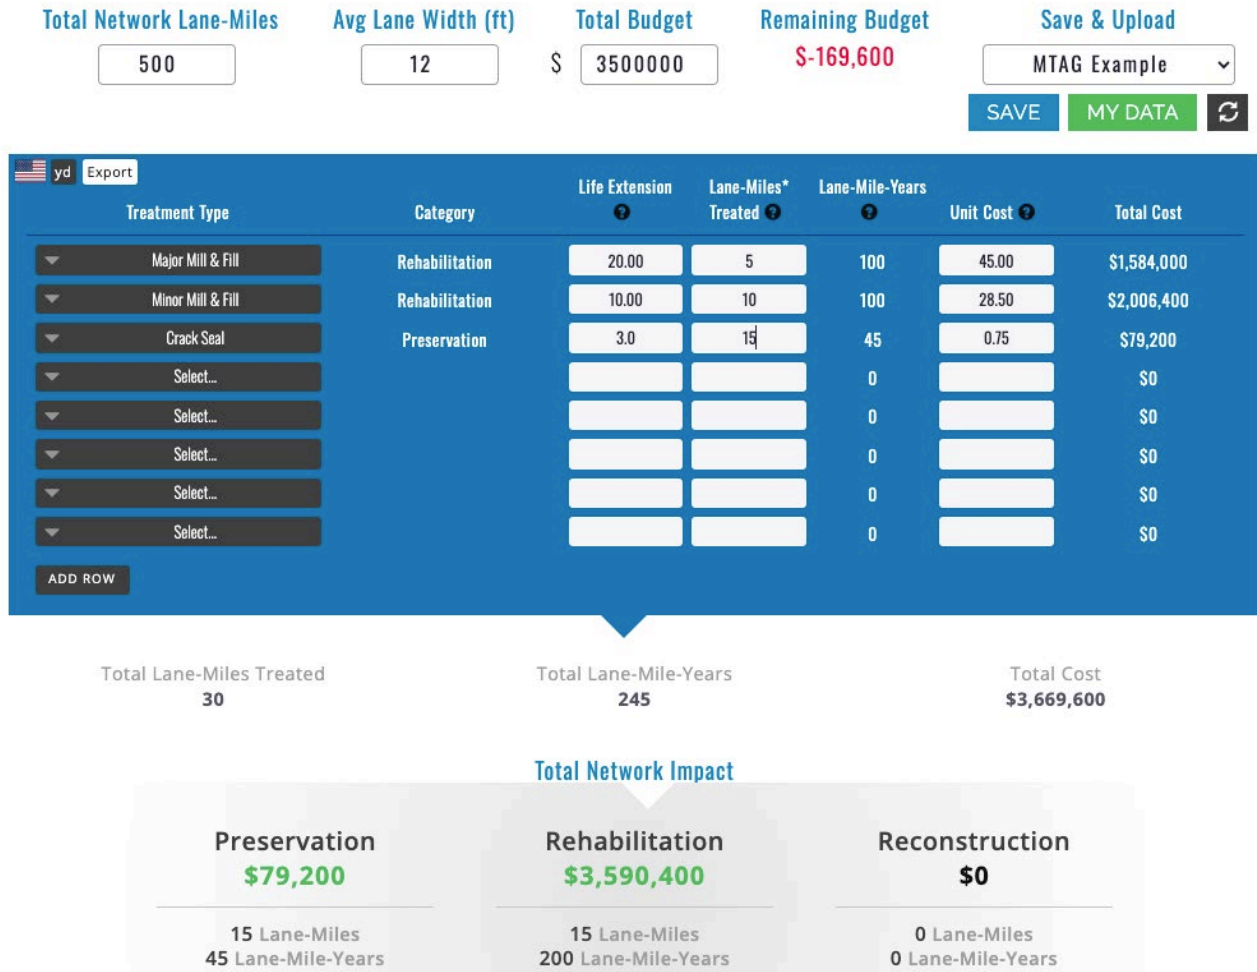 Total Network Lane-Miles Avg Lane Width (ft) Total Budget Remaining Budget Save & Upload
500 12 $ 3500000 $-169,600 MTAG Example
SAVE MY DATA
yd Export
Life Extension Lane-Miles* Lane-Mile-Years
Treatment Type Category ? Treated ? ? Unit Cost ? Total Cost
Major Mill & Fill Rehabilitation 20.00 5 100 45.00 $1,584,000
Minor Mill & Fill Rehabilitation 10.00 10 100 28.50 $2,006,400
Crack Seal Preservation 3.0 15 45 0.75 $79,200
Select... 0 $0
Select... 0 $0
Select... 0 $0
Select... 0 $0
Select... 0 $0
ADD ROW
Total Lane-Miles Treated Total Lane-Mile-Years Total Cost
30 245 $3,669,600
Total Network Impact
Preservation Rehabilitation Reconstruction
$79,200 $3,590,400 $0
15 Lane-Miles 15 Lane-Miles 0 Lane-Miles
45 Lane-Mile-Years 200 Lane-Mile-Years 0 Lane-Mile-Years